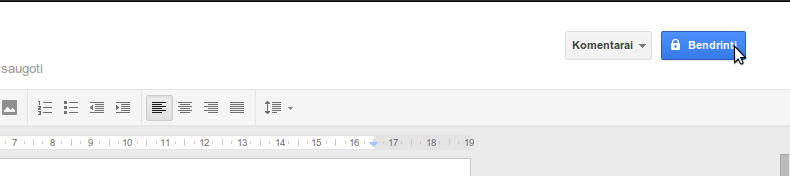 Komentarai
Bendrinti
saugoti
7 8 9 10 11 12 13 14 15 16 17 18 19